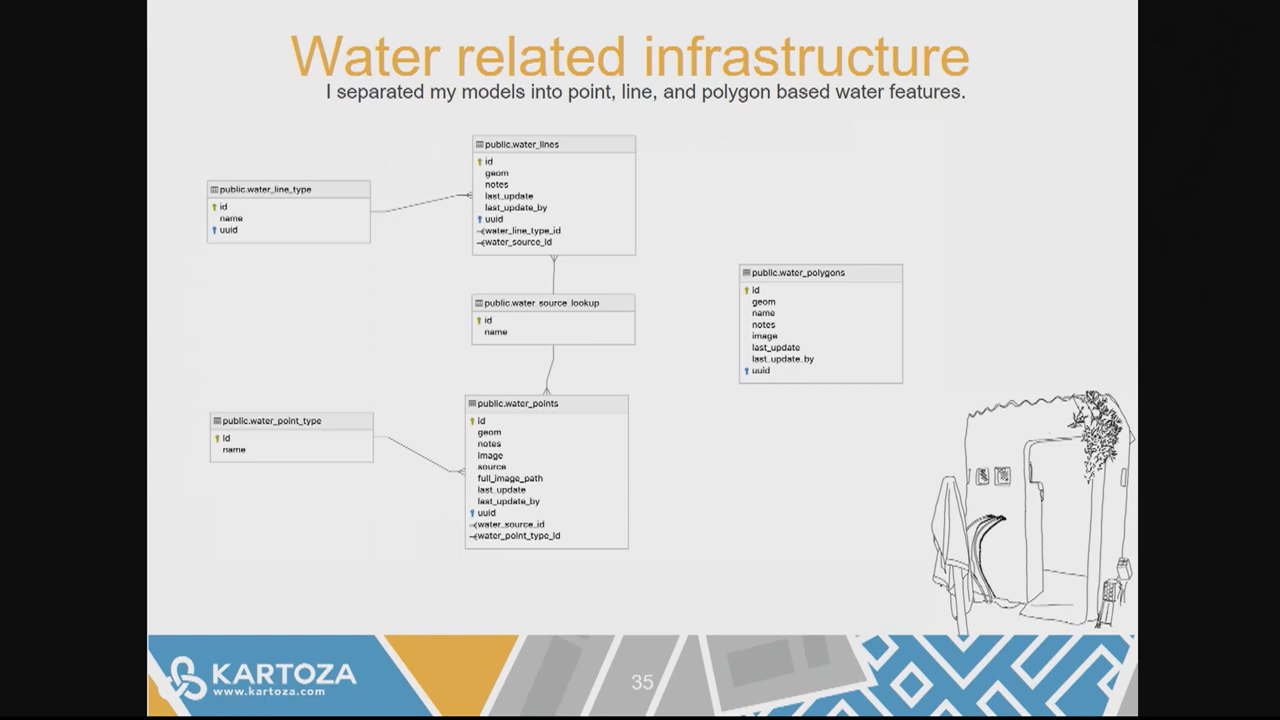 Water related infrastructure
I separated my models into point, line, and polygon based water features.
public.water_line_type
id
name
uuid
public.water_lines
id
geom
notes
last_update
last_update_by
uuid
water_line_type_id
water_source_id
public.water_source_lookup
id
name
public.water_polygons
id
geom
name
notes
image
last_update
last_update_by
uuid
public.water_point_type
id
name
public.water_points
id
geom
notes
image
source
full_image_path
last_update
last_update_by
uuid
water_source_id
water_point_type_id
KARTOZA
www.kartoza.com
35